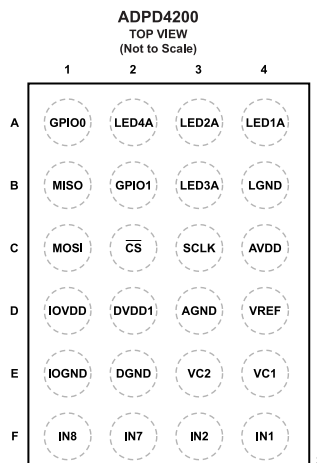 ADPD4200
TOP VIEW
(Not to Scale)
1 2 3 4
A GPIO0 LED4A LED2A LED1A
B MISO GPIO1 LED3A LGND
C MOSI C̅S̅ SCLK AVDD
D IOVDD DVDD1 AGND VREF
E IOGND DGND VC2 VC1
F IN8 IN7 IN2 IN1